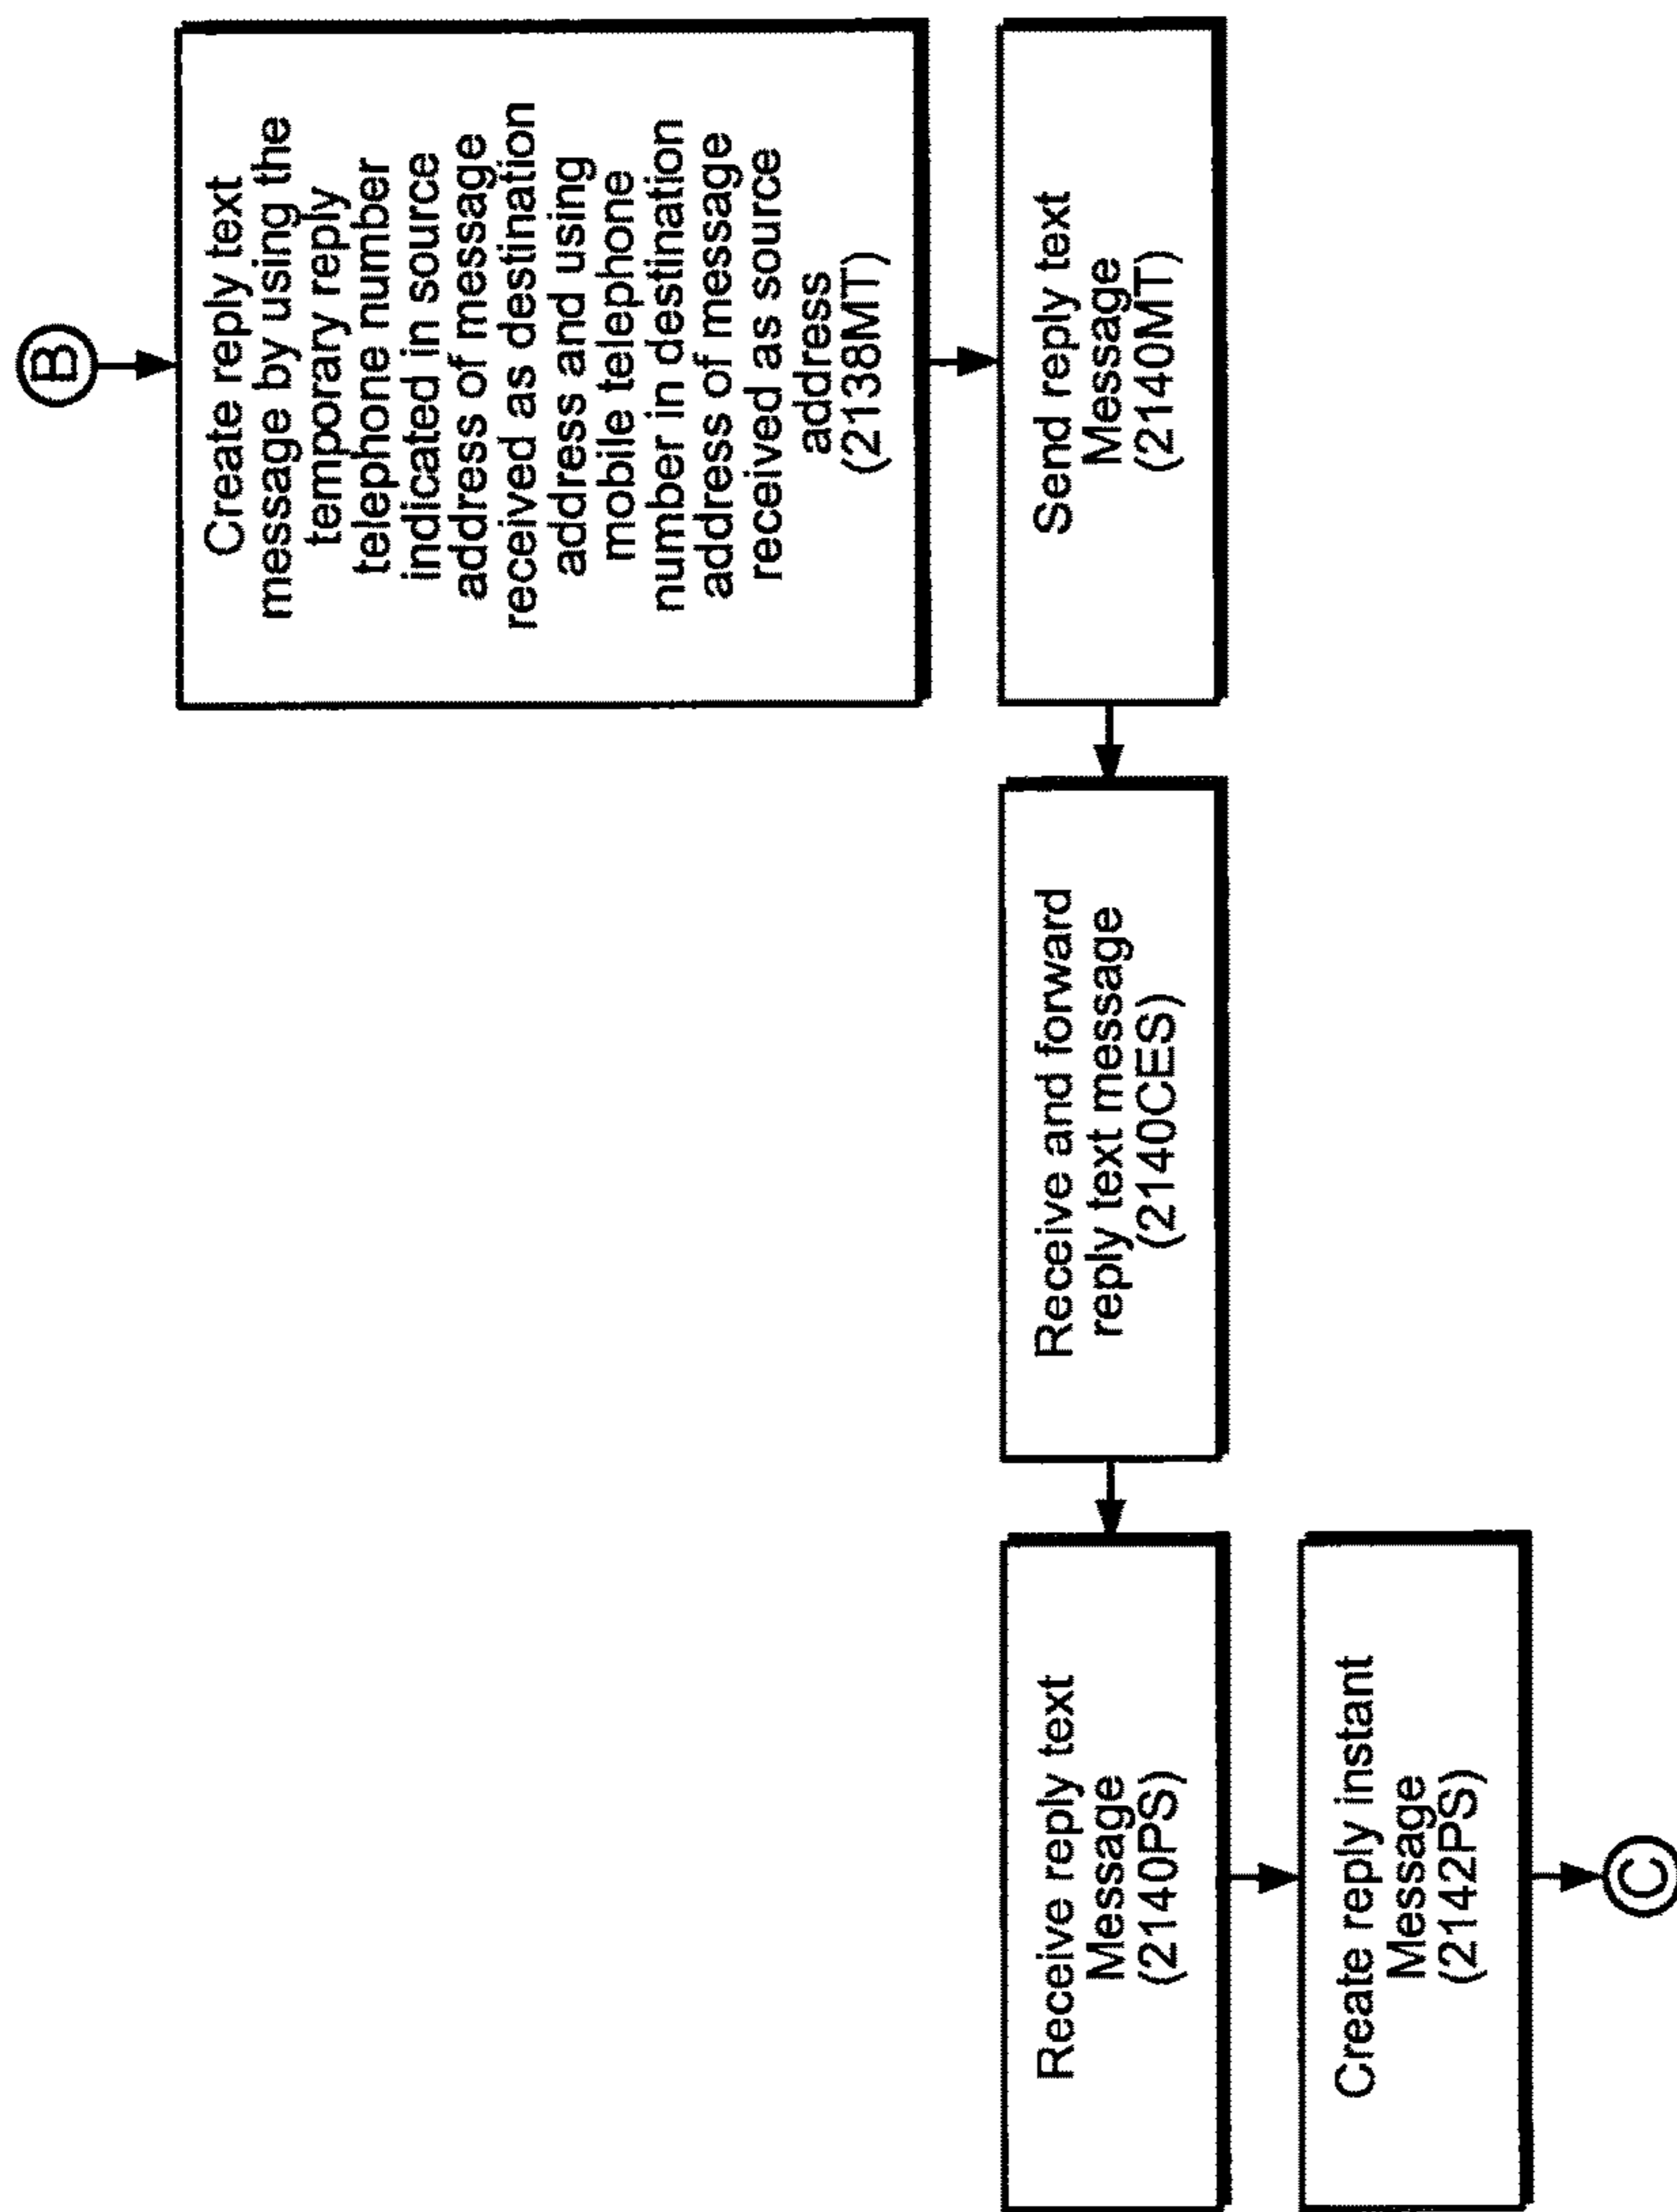 B
Create reply text
message by using the
temporary reply
telephone number
indicated in source
address of message
received as destination
address and using
mobile telephone
number in destination
address of message
received as source
address
(2138MT)
Send reply text
Message
(2140MT)
Receive and forward
reply text message
(2140CES)
Receive reply text
Message
(2140PS)
Create reply instant
Message
(2142PS)
C